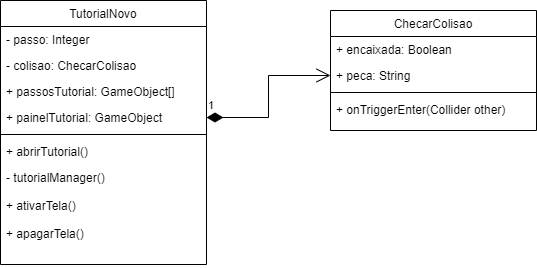 TutorialNovo
- passo: Integer
- colisao: ChecarColisao
+ passosTutorial: GameObject[]
+ painelTutorial: GameObject
+ abrirTutorial()
- tutorialManager()
+ ativarTela()
+ apagarTela()
1
ChecarColisao
+ encaixada: Boolean
+ peca: String
+ onTriggerEnter(Collider other)